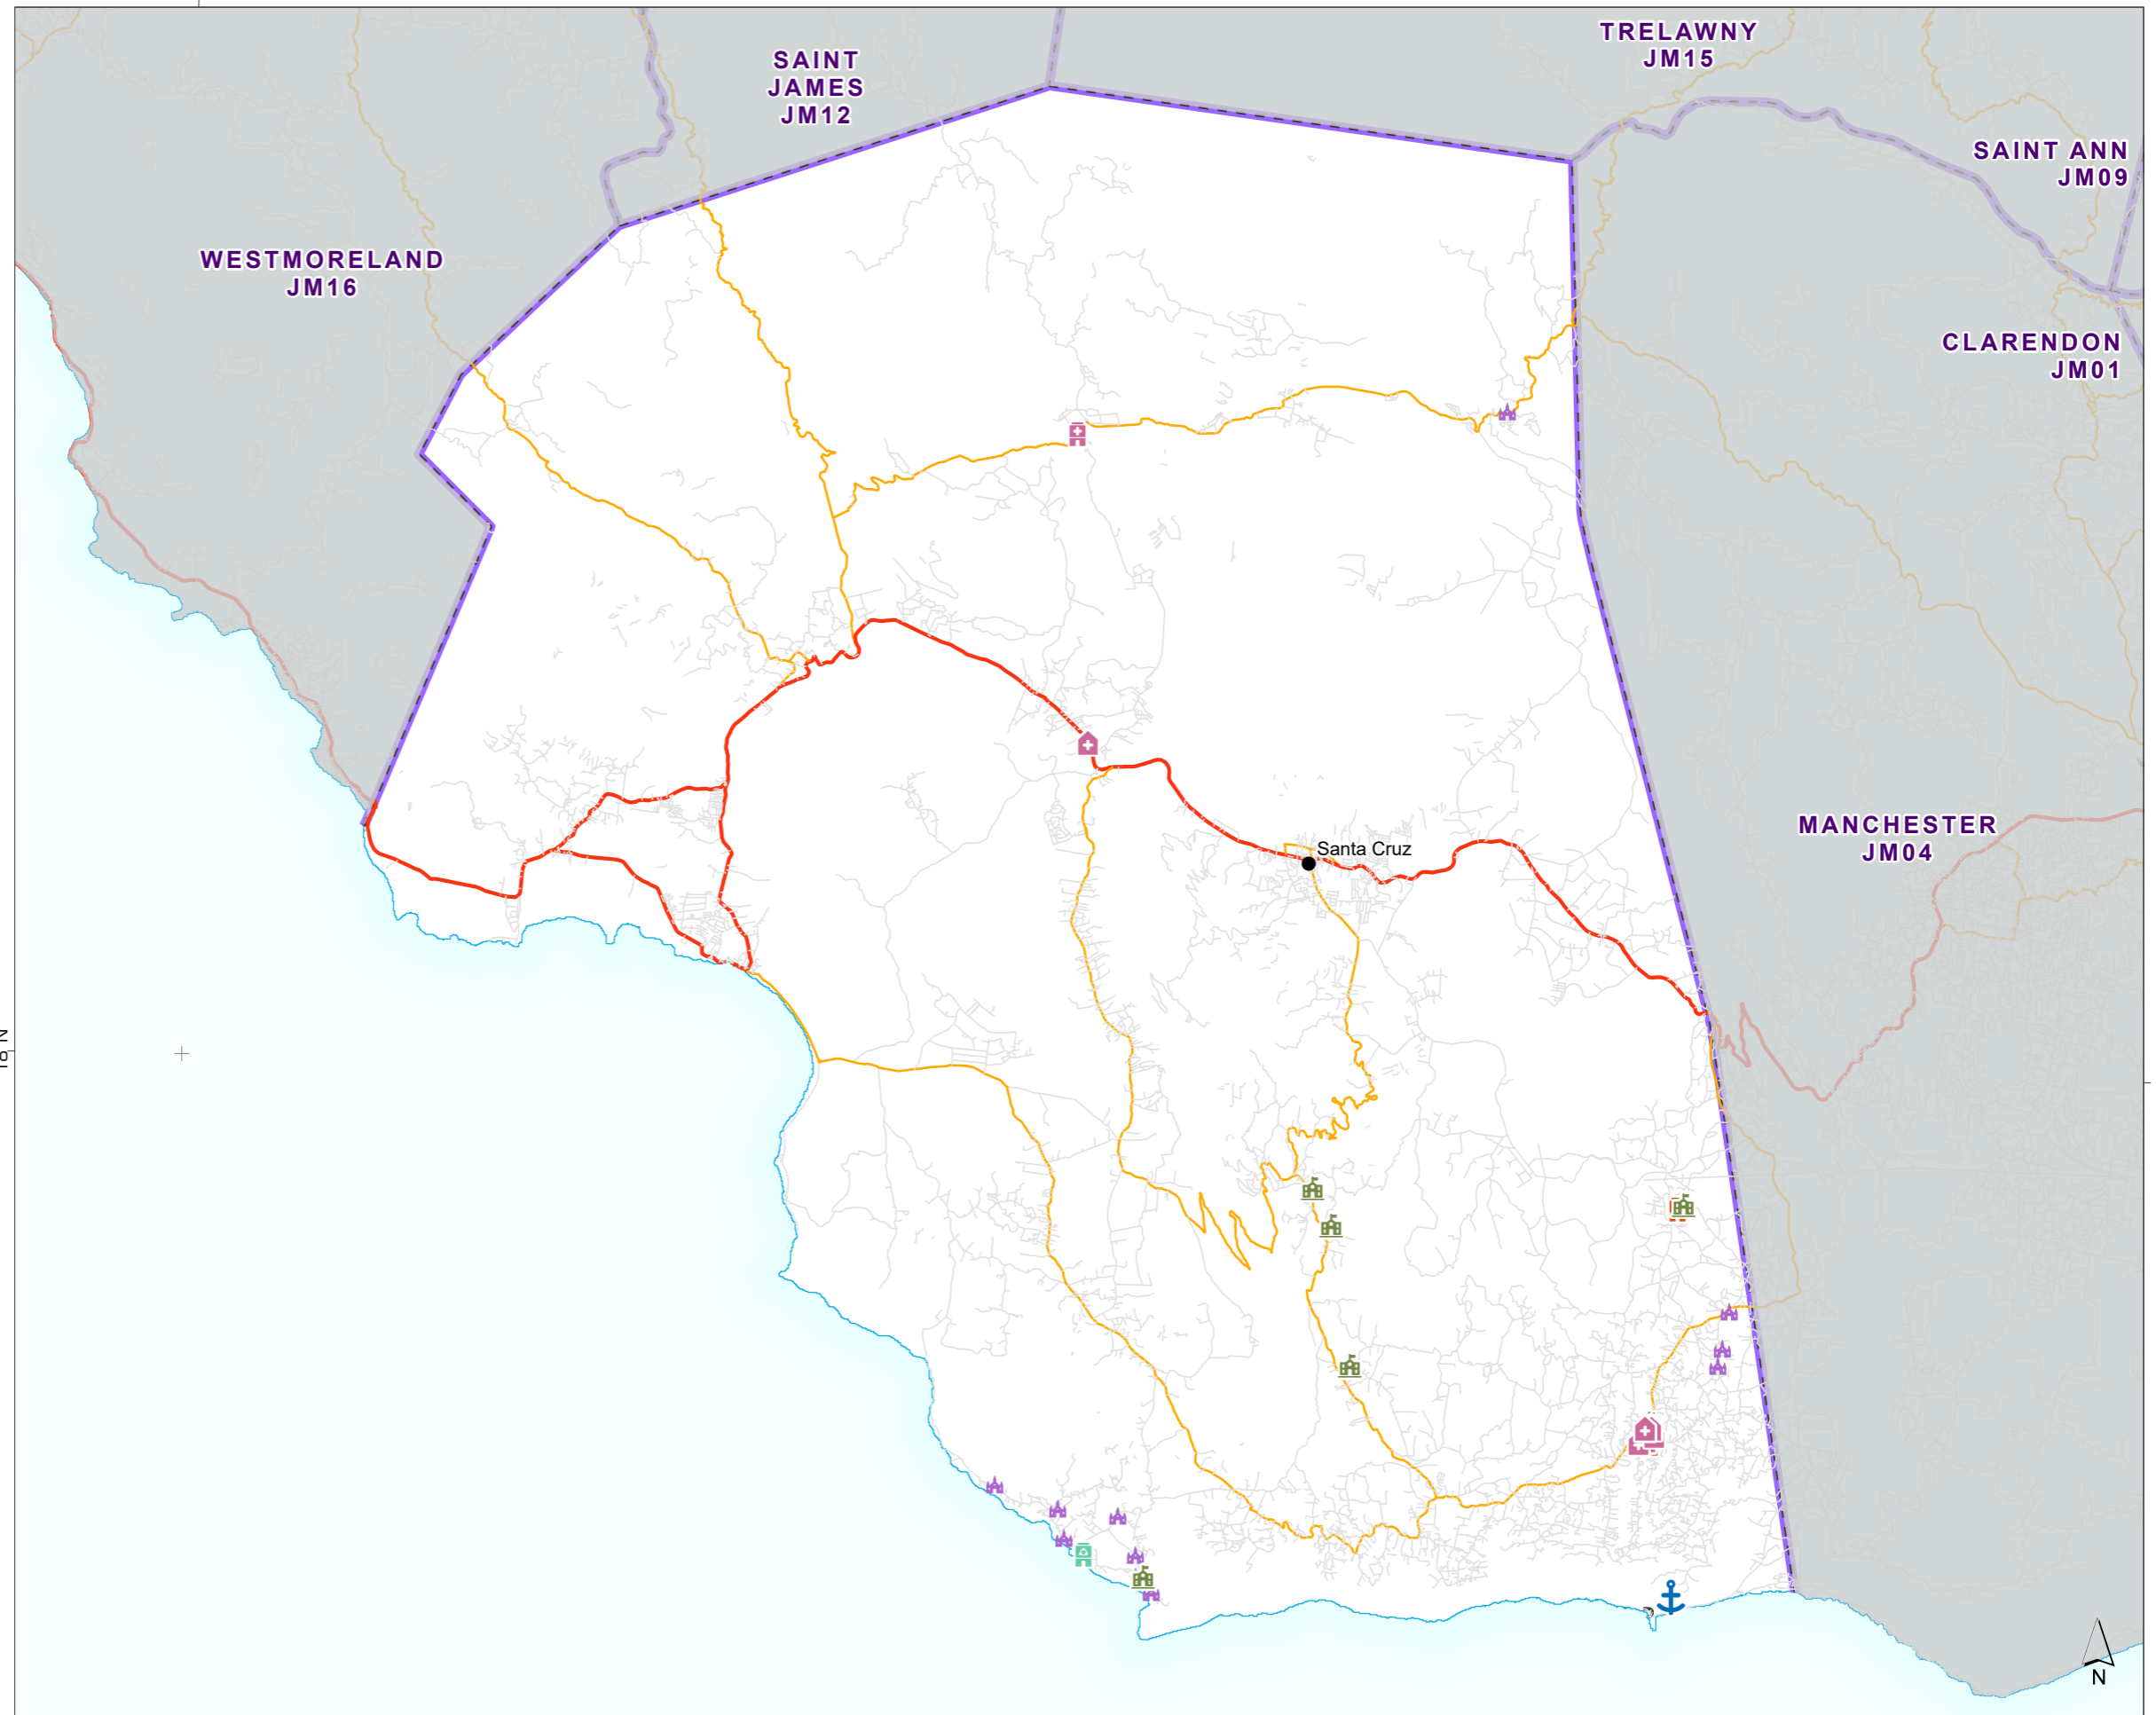 TRELAWNY
JM15
SAINT
JAMES
JM12
SAINT ANN
JM09
WESTMORELAND
JM16
CLARENDON
JM01
MANCHESTER
JM04
Santa Cruz
N